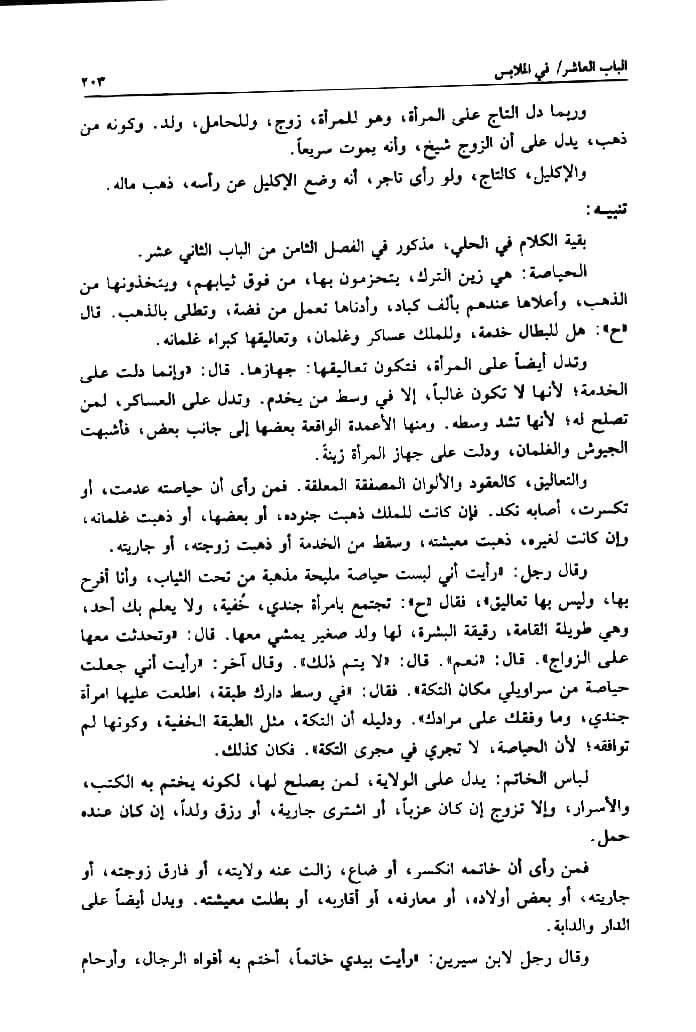 الباب العاشر/ في الملابس
٢٠٣
وربما دل التاج على المرأة، وهو للمرأة، زوج، وللحامل، ولد. وكونه من
ذهب، يدل على أن الزوج شيخ، وأنه يموت سريعاً.
والإكليل، كالتاج، ولو رأى تاجر، أنه وضع الإكليل عن رأسه، ذهب ماله.
تنبيه:
بقية الكلام في الحلي، مذكور في الفصل الثامن من الباب الثاني عشر.
الحياصة: هي زين الترك، يتحزمون بها، من فوق ثيابهم، ويتخذونها من
الذهب، وأعلاها عندهم بألف كباد، وأدناها تعمل من فضة، وتطلى بالذهب. قال
«ح»: هل للبطال خدمة، وللملك عساكر وغلمان، وتعاليقها كبراء غلمانه.
وتدل أيضاً على المرأة، فتكون تعاليقها: جهازها. قال: «وإنما دلت على
الخدمة؛ لأنها لا تكون غالباً، إلا في وسط من يخدم. وتدل على العساكر، لمن
تصلح له؛ لأنها تشد وسطه. ومنها الأعمدة الواقعة بعضها إلى جانب بعض، فأشبهت
الجيوش والغلمان، ودلت على جهاز المرأة زينةً.
والتعاليق، كالعقود والألوان المصفقة المعلقة. فمن رأى أن حياصته عدمت، أو
تكسرت، أصابه نكد. فإن كانت للملك ذهبت جنوده، أو بعضها، أو ذهبت غلمانه،
وإن كانت لغيره، ذهبت معيشته، وسقط من الخدمة أو ذهبت زوجته، أو جاريته.
وقال رجل: «رأيت أني لبست حياصة مليحة مذهبة من تحت الثياب، وأنا أفرح
بها، وليس بها تعاليق»، فقال «ح»: تجتمع بامرأة جندي، خُفية، ولا يعلم بك أحد،
وهي طويلة القامة، رقيقة البشرة، لها ولد صغير يمشي معها. قال: «وتحدثت معها
على الزواج». قال: «نعم». قال: «لا يتم ذلك». وقال آخر: «رأيت أني جعلت
حياصة من سراويلي مكان التكة». فقال: «في وسط دارك طبقة، اطلعت عليها امرأة
جندي، وما وفقك على مرادك». ودليله أن التكة، مثل الطبقة الخفية، وكونها لم
توافقه؛ لأن الحياصة، لا تجري في مجرى التكة». فكان كذلك.
لباس الخاتم: يدل على الولاية، لمن يصلح لها، لكونه يختم به الكتب،
والأسرار، وإلا تزوج إن كان عزباً، أو اشترى جارية، أو رزق ولداً، إن كان عنده
حمل.
فمن رأى أن خاتمه انكسر، أو ضاع، زالت عنه ولايته، أو فارق زوجته، أو
جاريته، أو بعض أولاده، أو معارفه، أو أقاربه، أو بطلت معيشته. ويدل أيضاً على
الدار والدابة.
وقال رجل لابن سيرين: «رأيت بيدي خاتماً، أختم به أفواه الرجال، وأرحام